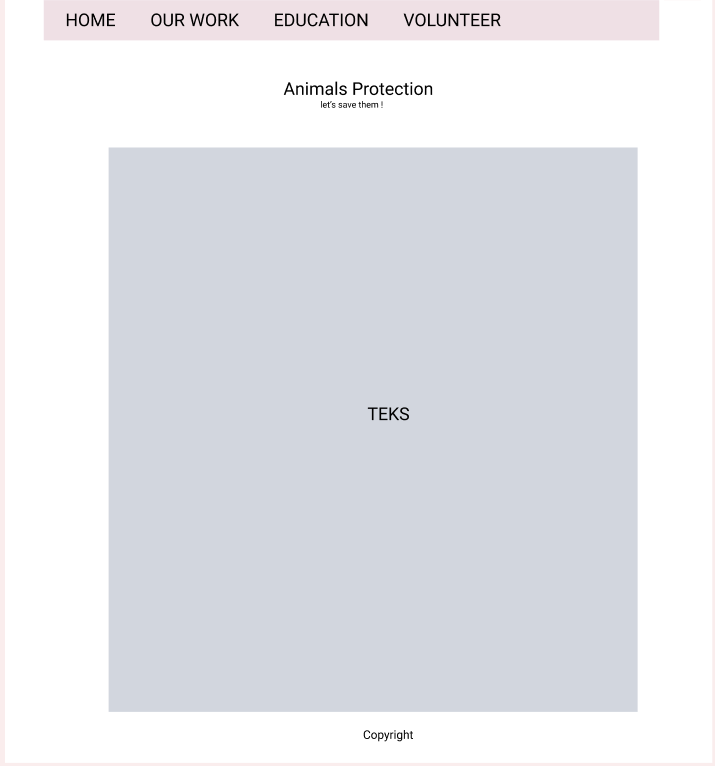 HOME OUR WORK EDUCATION VOLUNTEER
Animals Protection
let's save them !
TEKS
Copyright